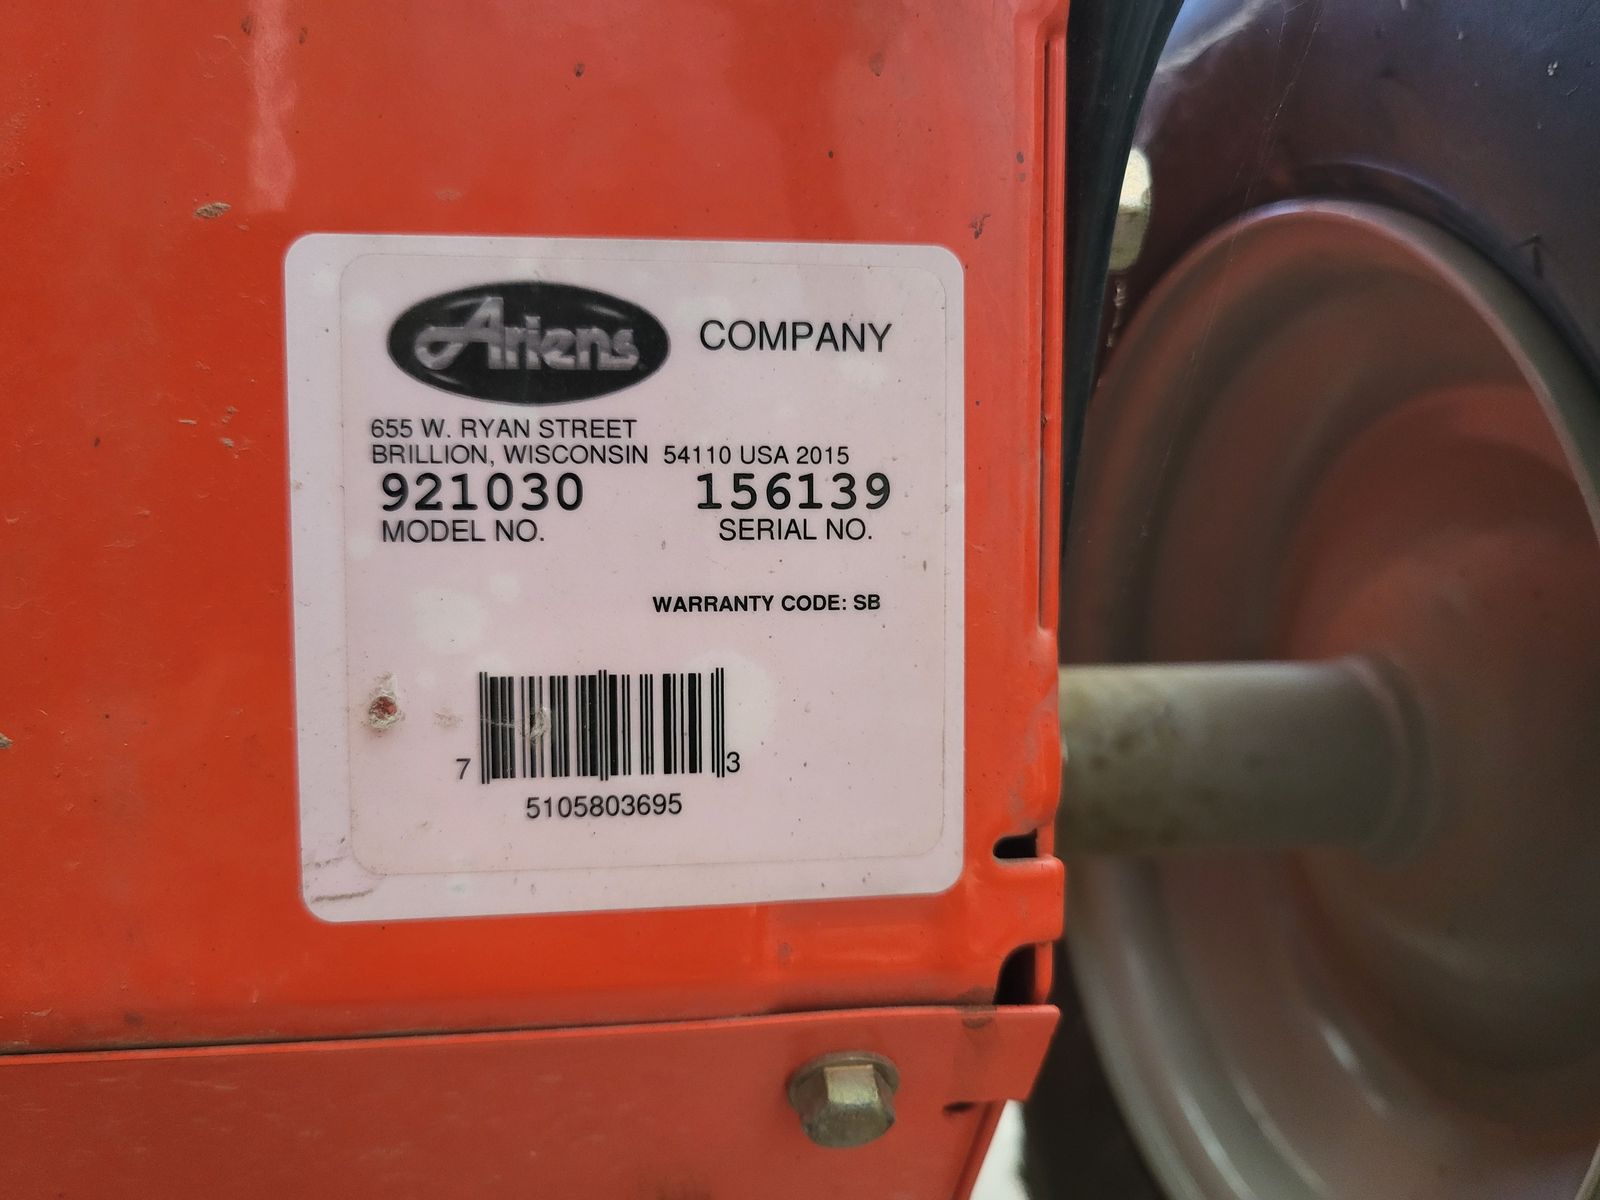 Ariens COMPANY
655 W. RYAN STREET
BRILLION, WISCONSIN 54110 USA 2015
921030 156139
MODEL NO. SERIAL NO.
WARRANTY CODE: SB
7 3
5105803695